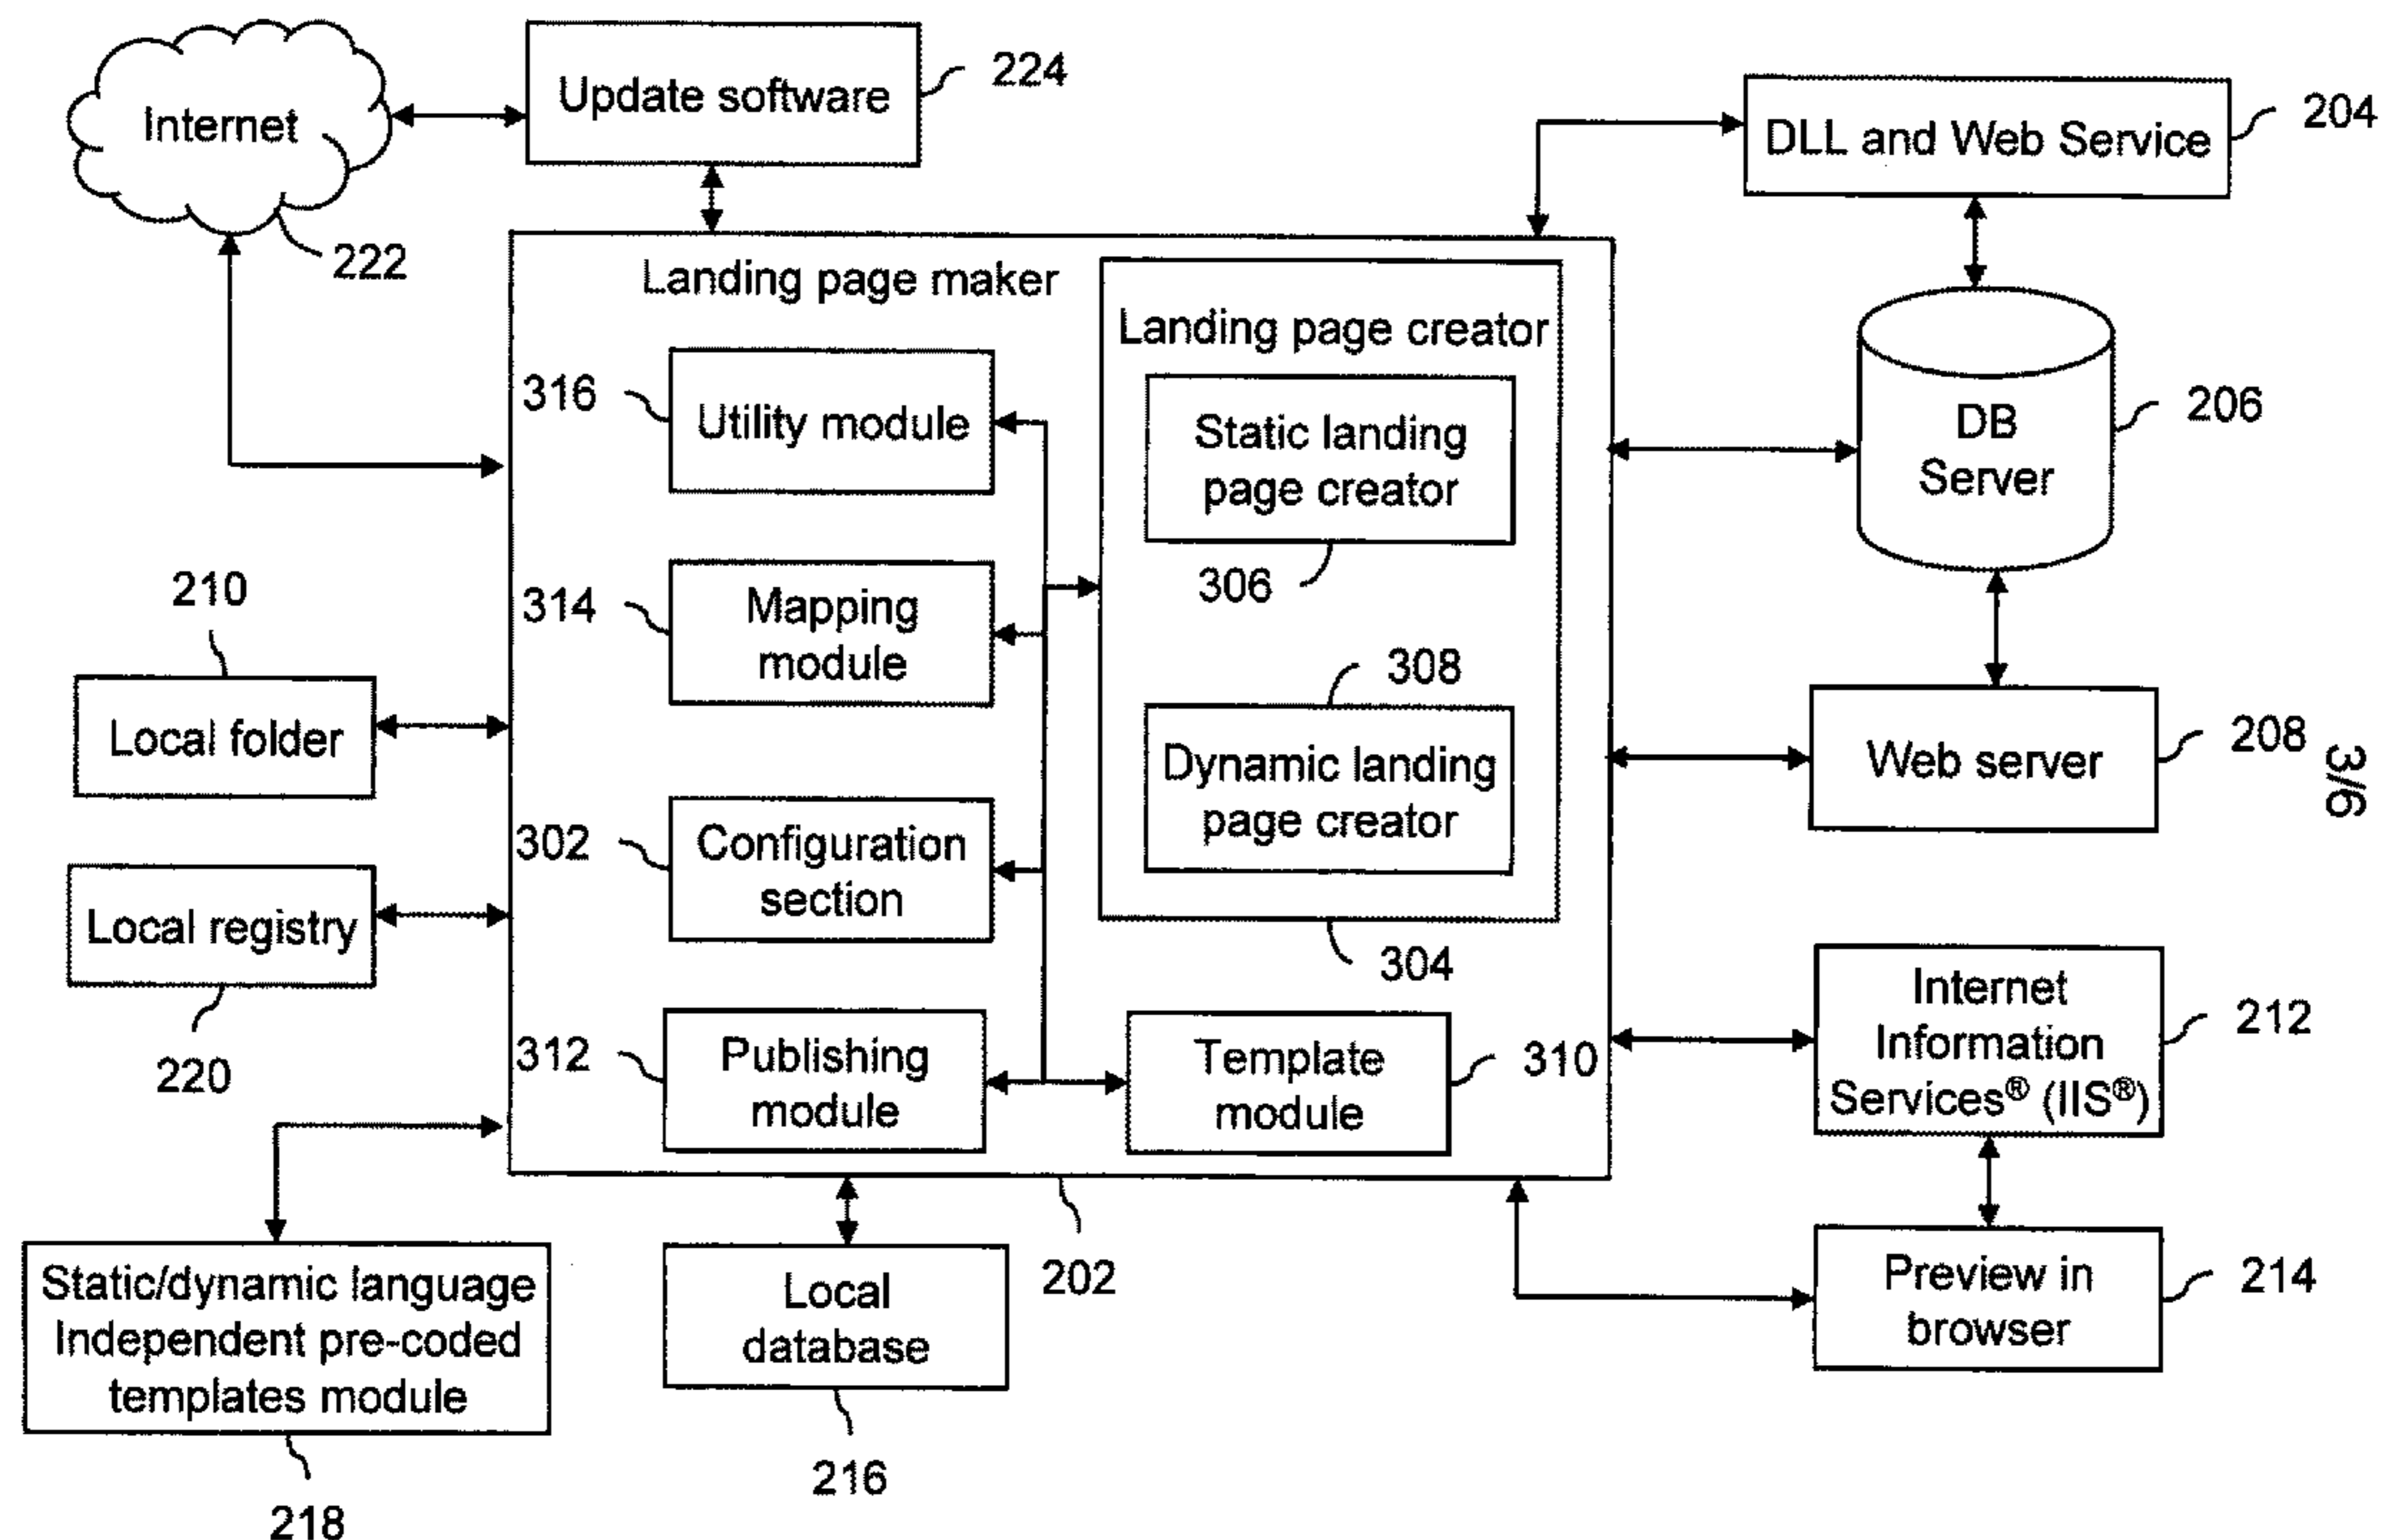 Internet
222
Update software
224
DLL and Web Service
204
Landing page maker
316
Utility module
314
Mapping
module
302
Configuration
section
312
Publishing
module
Landing page creator
Static landing
page creator
306
308
Dynamic landing
page creator
304
Template
module
310
DB
Server
206
Web server
208
3/6
Internet
Information
Services® (IIS®)
212
Preview in
browser
214
210
Local folder
Local registry
220
Static/dynamic language
Independent pre-coded
templates module
218
Local
database
216
202